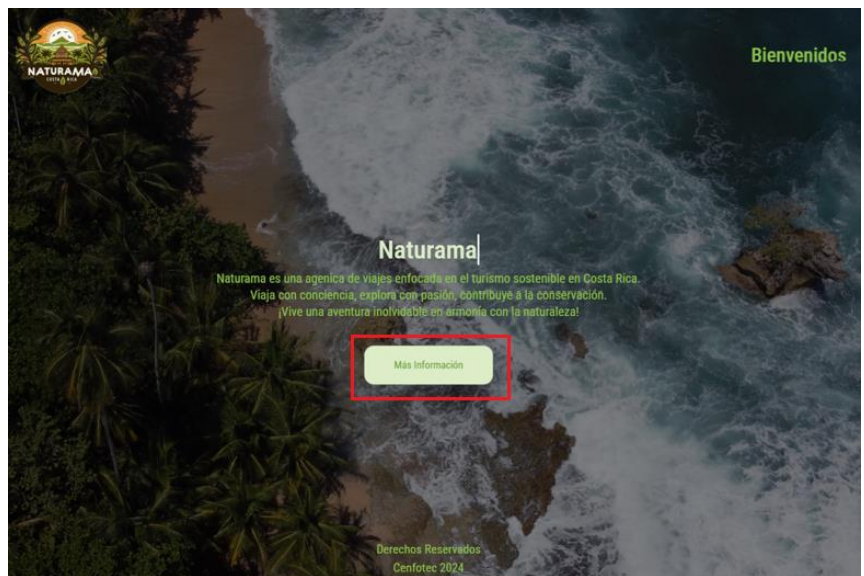 NATURAMA
costa rica
Bienvenidos
Naturama
Naturama es una agenica de viajes enfocada en el turismo sostenible en Costa Rica.
Viaja con conciencia, explora con pasión, contribuye a la conservación.
¡Vive una aventura inolvidable en armonía con la naturaleza!
Más Información
Derechos Reservados
Cenfotec 2024